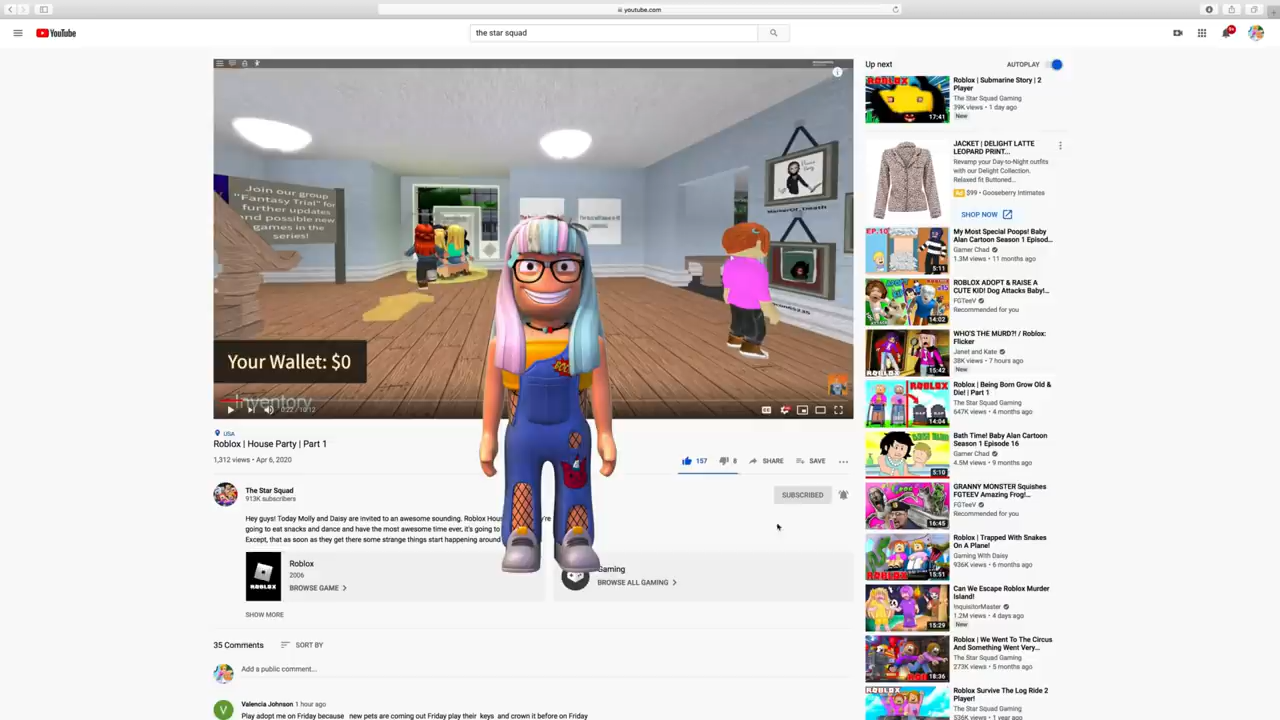 youtube.com
YouTube
the star squad
9+
Join our group
"Fantasy Trial" for
further updates
and possible new
games in the
series!
Your Wallet: $0
Inventory
0:22 / 10:12
USA
Roblox | House Party | Part 1
1,312 views • Apr 6, 2020
157
8
SHARE
SAVE
The Star Squad
913K subscribers
SUBSCRIBED
Hey guys! Today Molly and Daisy are invited to an awesome sounding. Roblox Hou
going to eat snacks and dance and have the most awesome time ever, it's going to
Except, that as soon as they get there some strange things start happening around
ROBLOX
Roblox
2006
BROWSE GAME
Gaming
BROWSE ALL GAMING
SHOW MORE
35 Comments
SORT BY
Add a public comment...
V
Valencia Johnson 1 hour ago
Play adopt me on Friday because new pets are coming out Friday play their keys and crown it before on Friday
Up next
AUTOPLAY
ROBLOX
17:41
Roblox | Submarine Story | 2
Player
The Star Squad Gaming
39K views • 1 day ago
New
JACKET | DELIGHT LATTE
LEOPARD PRINT...
Revamp your Day-to-Night outfits
with our Delight Collection.
Relaxed fit Buttoned...
Ad $99 • Gooseberry Intimates
SHOP NOW
EP.10
5:11
My Most Special Poops! Baby
Alan Cartoon Season 1 Episod...
Gamer Chad
1.3M views • 11 months ago
14:02
ROBLOX ADOPT & RAISE A
CUTE KID! Dog Attacks Baby!...
FGTeeV
Recommended for you
ROBLOX
15:42
WHO'S THE MURD?! / Roblox:
Flicker
Janet and Kate
38K views • 7 hours ago
New
ROBLOX
14:04
Roblox | Being Born Grow Old &
Die! | Part 1
The Star Squad Gaming
647K views • 4 months ago
5:10
Bath Time! Baby Alan Cartoon
Season 1 Episode 16
Gamer Chad
4.5M views • 9 months ago
16:45
GRANNY MONSTER Squishes
FGTEEV Amazing Frog!...
FGTeeV
Recommended for you
15:51
Roblox | Trapped With Snakes
On A Plane!
Gaming With Daisy
936K views • 6 months ago
15:29
Can We Escape Roblox Murder
Island!
InquisitorMaster
1.2M views • 4 days ago
New
18:36
Roblox | We Went To The Circus
And Something Went Very...
The Star Squad Gaming
273K views • 5 months ago
ROBLOX
Roblox Survive The Log Ride 2
Player!
The Star Squad Gaming
536K views • 1 year ago